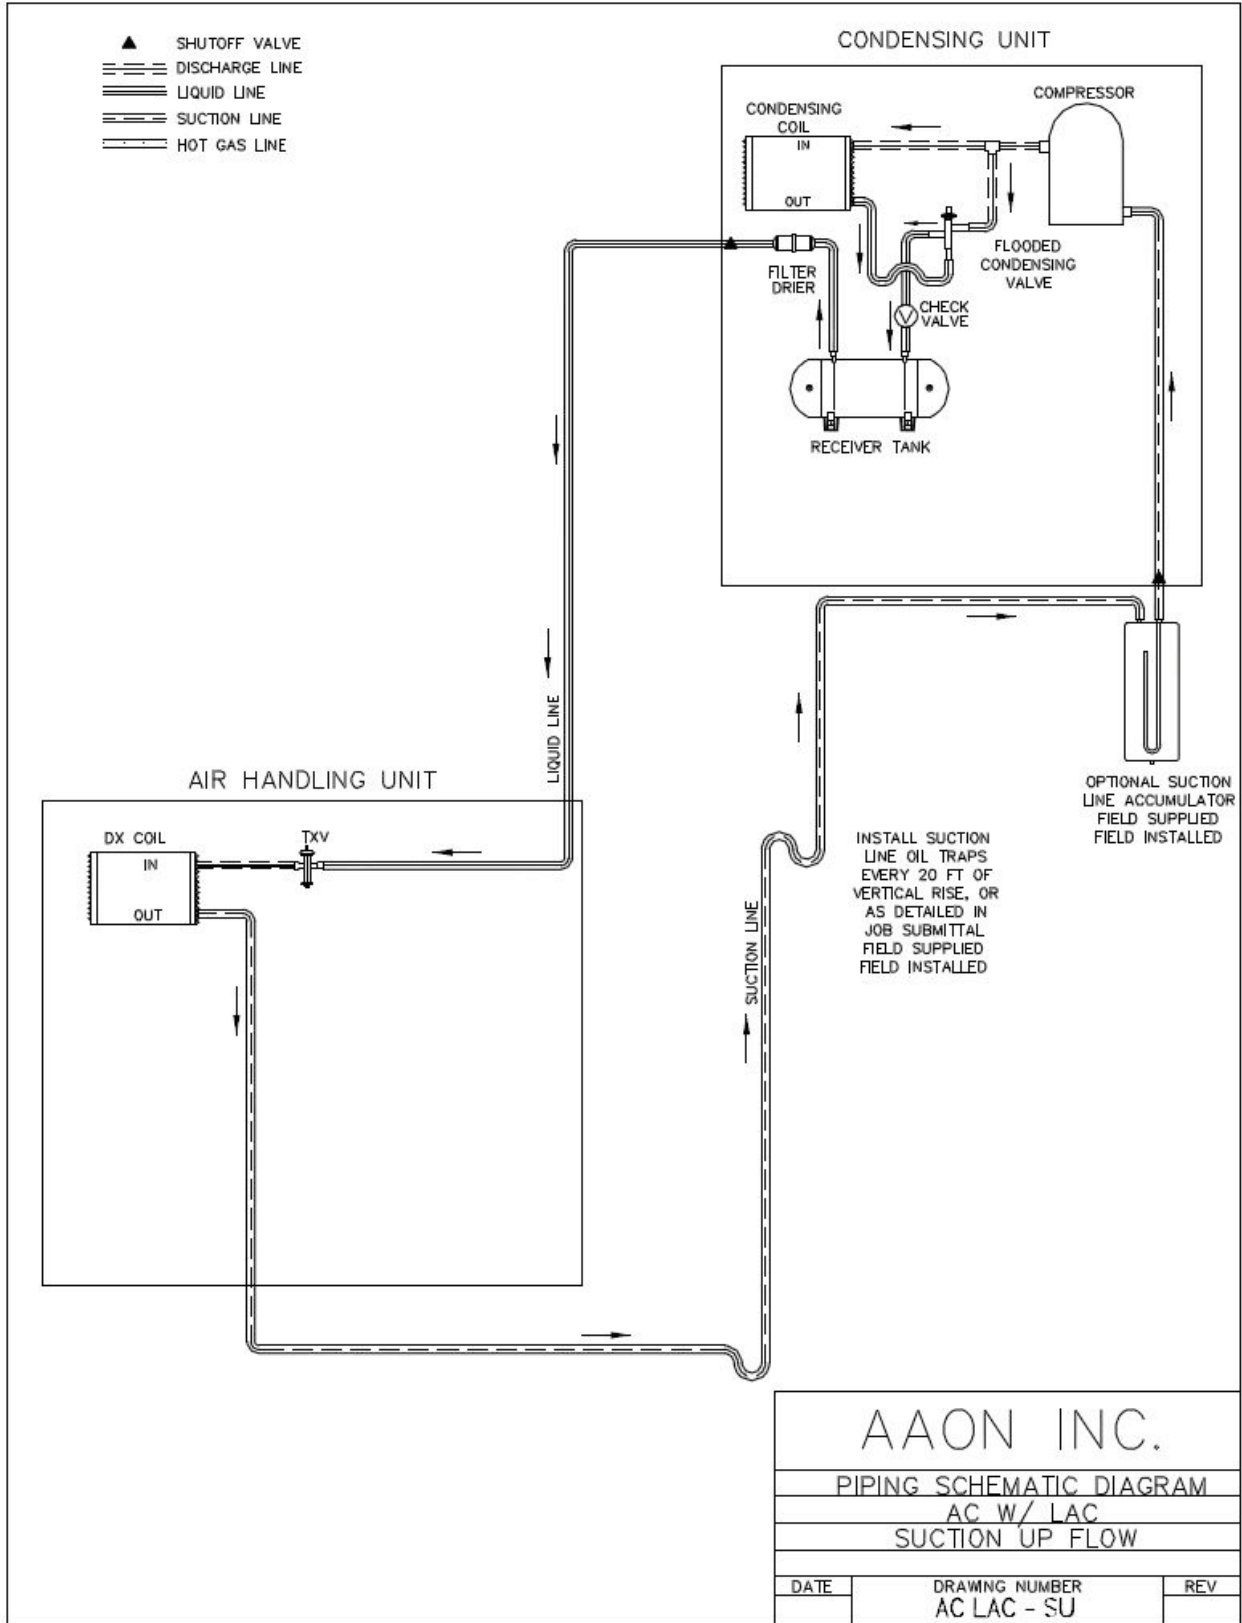 SHUTOFF VALVE
DISCHARGE LINE
LIQUID LINE
SUCTION LINE
HOT GAS LINE
CONDENSING UNIT
COMPRESSOR
CONDENSING
COIL
IN
OUT
FLOODED
CONDENSING
VALVE
FILTER
DRIER
CHECK
VALVE
V
RECEIVER TANK
LIQUID LINE
OPTIONAL SUCTION
LINE ACCUMULATOR
FIELD SUPPLIED
FIELD INSTALLED
AIR HANDLING UNIT
DX COIL
TXV
IN
OUT
INSTALL SUCTION
LINE OIL TRAPS
EVERY 20 FT OF
VERTICAL RISE, OR
AS DETAILED IN
JOB SUBMITTAL
FIELD SUPPLIED
FIELD INSTALLED
SUCTION LINE
AAON INC.
PIPING SCHEMATIC DIAGRAM
AC W/ LAC
SUCTION UP FLOW
DATE
DRAWING NUMBER
REV
AC LAC - SU